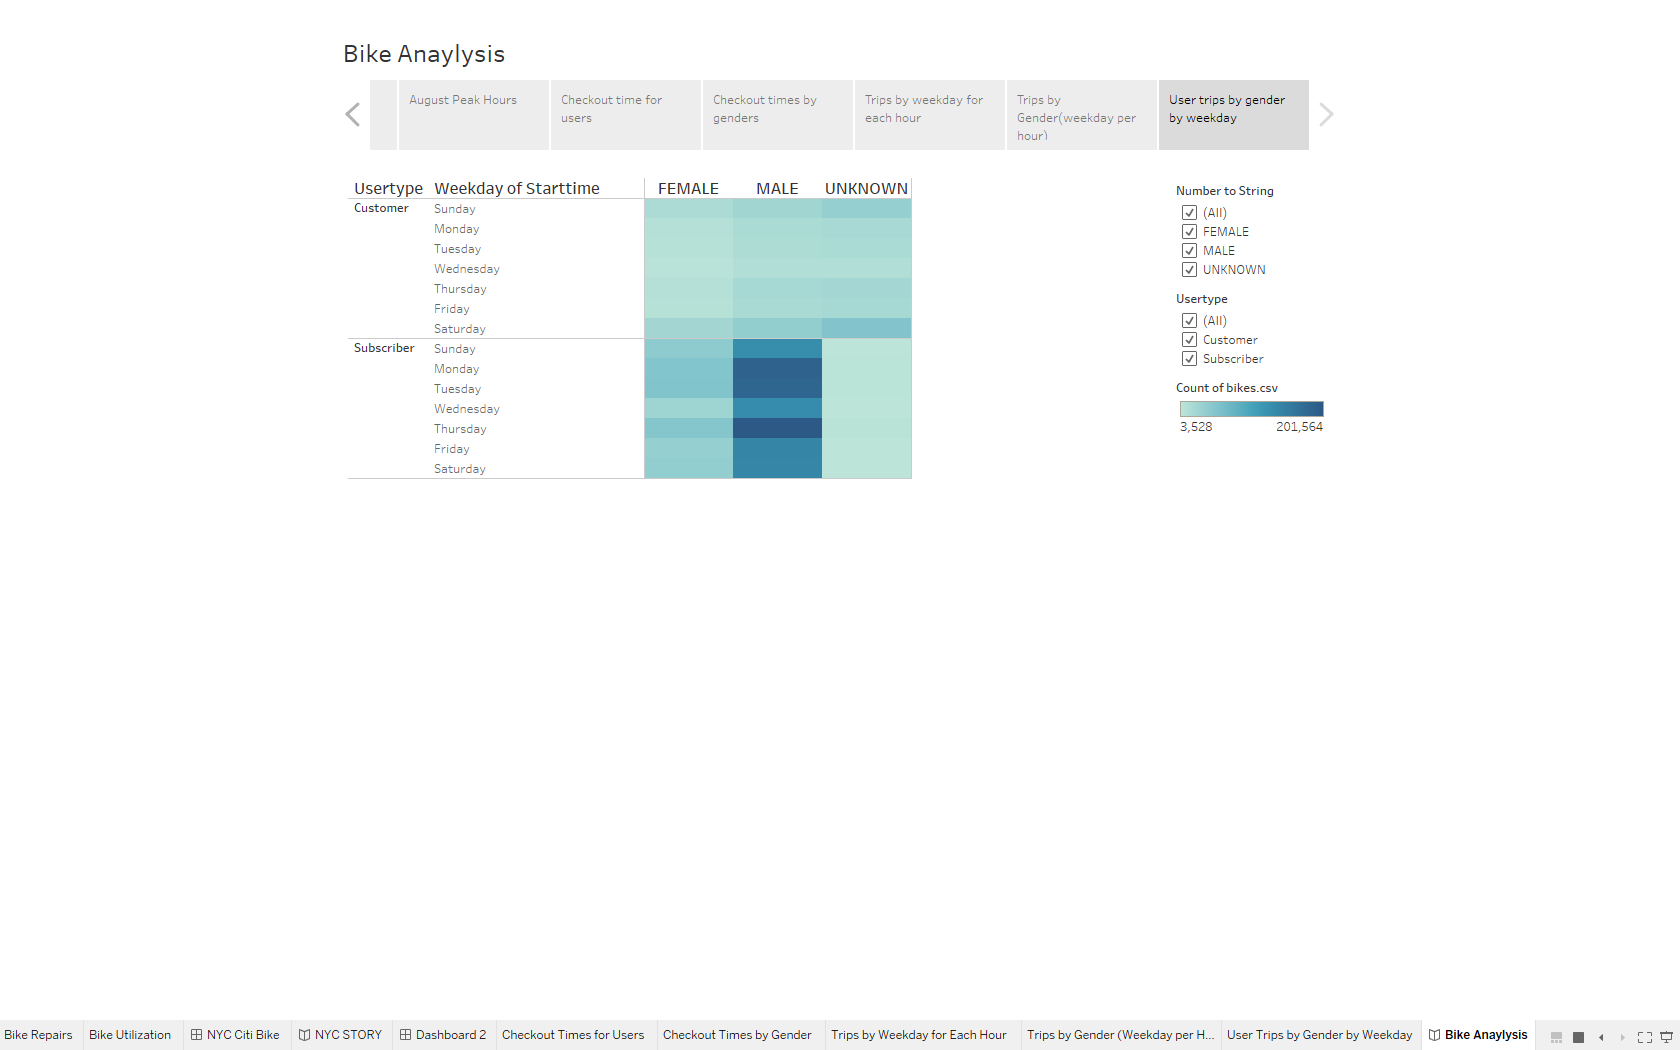 Bike Anaylysis
August Peak Hours
Checkout time for
users
Checkout times by
genders
Trips by weekday for
each hour
Trips by
Gender(weekday per
hour)
User trips by gender
by weekday
Usertype Weekday of Starttime FEMALE MALE UNKNOWN
Customer Sunday
Monday
Tuesday
Wednesday
Thursday
Friday
Saturday
Subscriber Sunday
Monday
Tuesday
Wednesday
Thursday
Friday
Saturday
Number to String
(All)
FEMALE
MALE
UNKNOWN
Usertype
(All)
Customer
Subscriber
Count of bikes.csv
3,528 201,564
Bike Repairs Bike Utilization NYC Citi Bike NYC STORY Dashboard 2 Checkout Times for Users Checkout Times by Gender Trips by Weekday for Each Hour Trips by Gender (Weekday per H... User Trips by Gender by Weekday Bike Anaylysis